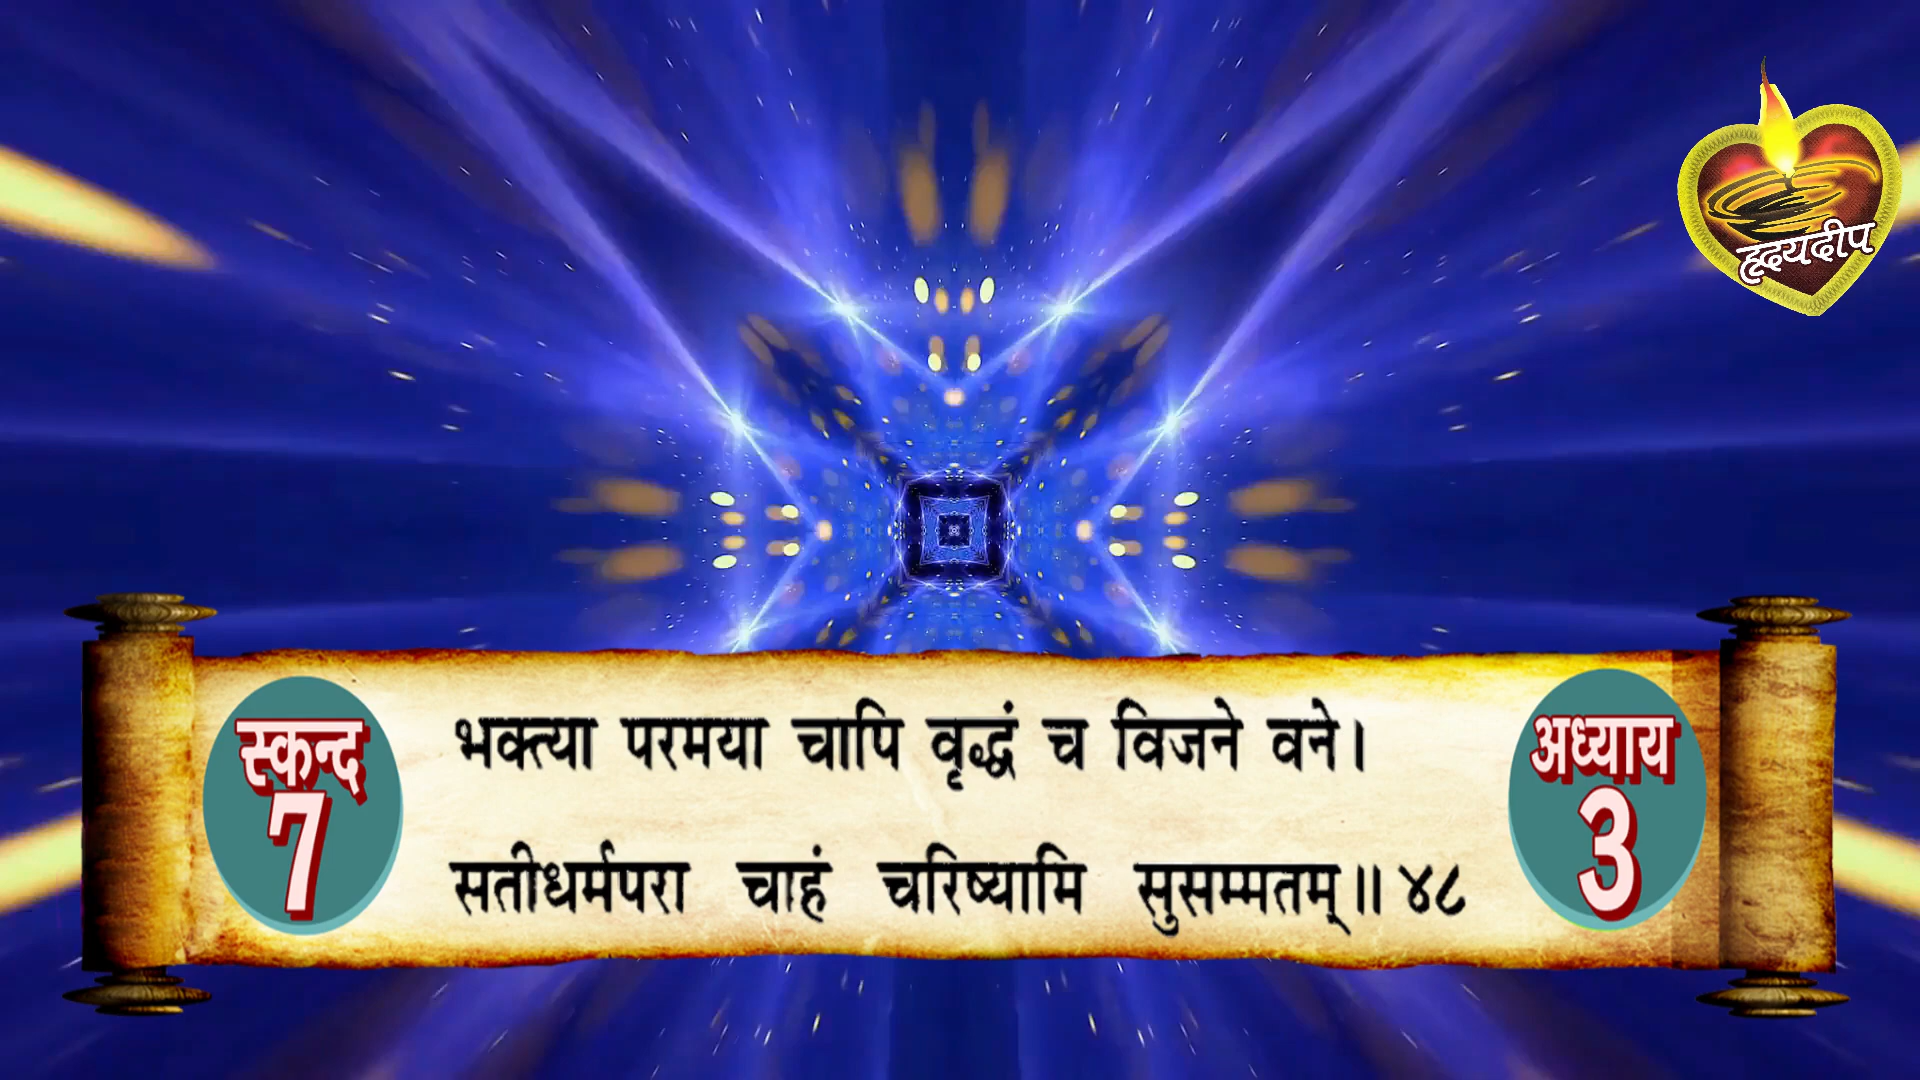 हृदयदीप
स्कन्द
7
भक्त्या परमया चापि वृद्धं च विजने वने।
सतीधर्मपरा चाहं चरिष्यामि सुसम्मतम्॥ ४८
अध्याय
3